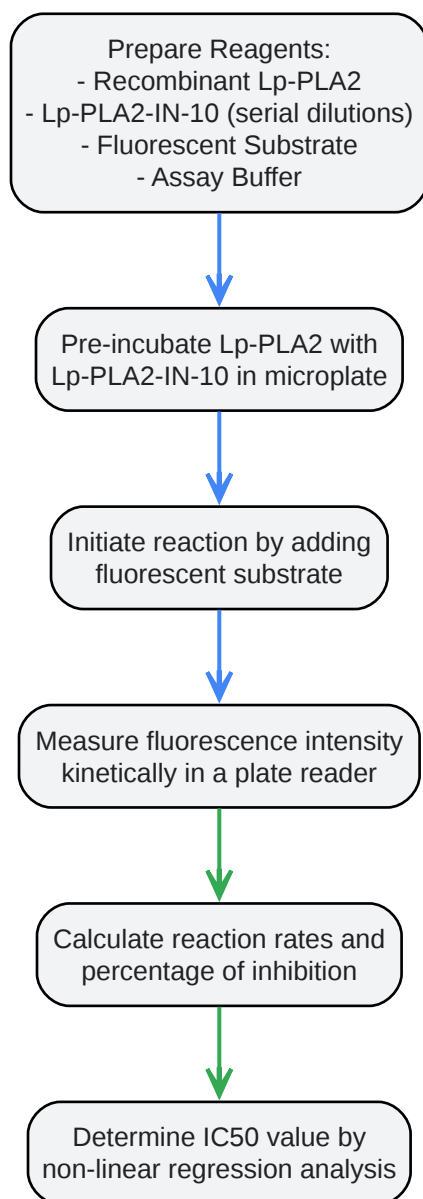 Prepare Reagents:
- Recombinant Lp-PLA2
- Lp-PLA2-IN-10 (serial dilutions)
- Fluorescent Substrate
- Assay Buffer
Pre-incubate Lp-PLA2 with
Lp-PLA2-IN-10 in microplate
Initiate reaction by adding
fluorescent substrate
Measure fluorescence intensity
kinetically in a plate reader
Calculate reaction rates and
percentage of inhibition
Determine IC50 value by
non-linear regression analysis